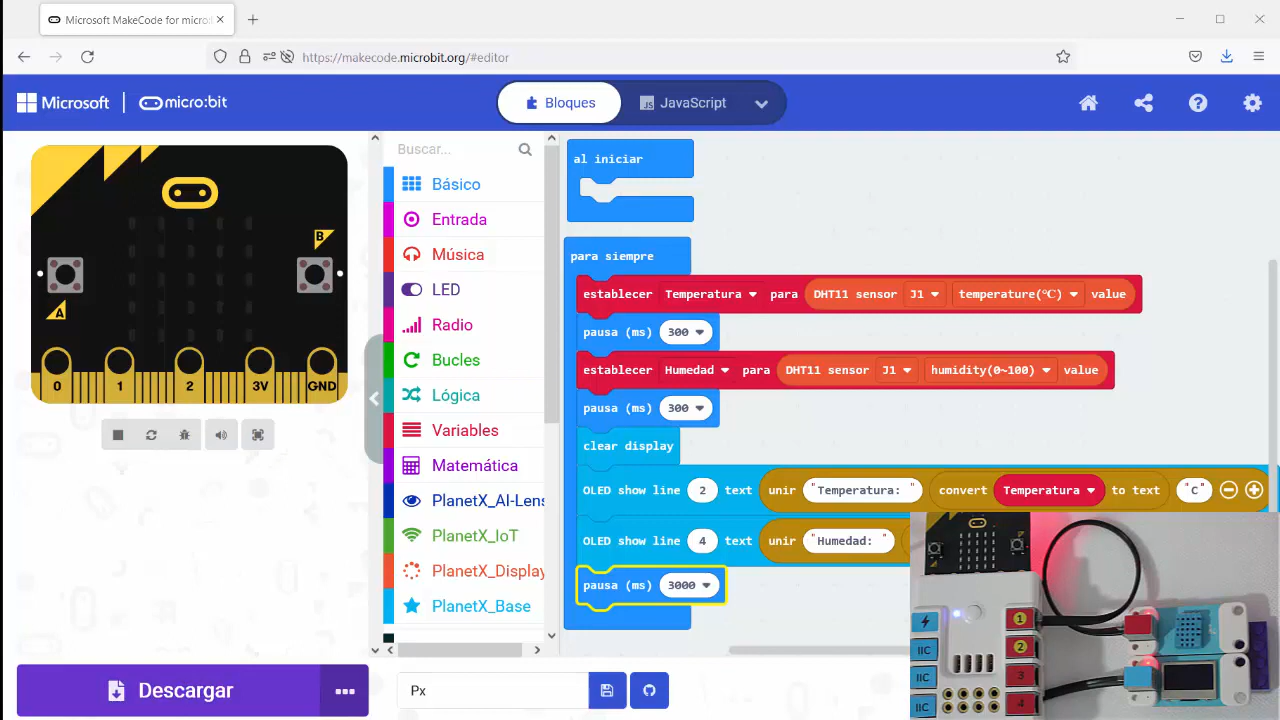 Microsoft MakeCode for micro:
https://makecode.microbit.org/#editor
Microsoft
micro:bit
Bloques
JS
JavaScript
Buscar...
Básico
Entrada
Música
LED
Radio
Bucles
Lógica
Variables
Matemática
PlanetX_AI-Lens
PlanetX_IoT
PlanetX_Display
PlanetX_Base
A
B
0 1 2 3V GND
al iniciar
para siempre
establecer Temperatura para DHT11 sensor J1 temperature(℃) value
pausa (ms) 300
establecer Humedad para DHT11 sensor J1 humidity(0~100) value
pausa (ms) 300
clear display
OLED show line 2 text unir "Temperatura: " convert Temperatura to text "C"
OLED show line 4 text unir "Humedad: "
pausa (ms) 3000
Descargar
Px
IIC
IIC
IIC
1
2
3
4